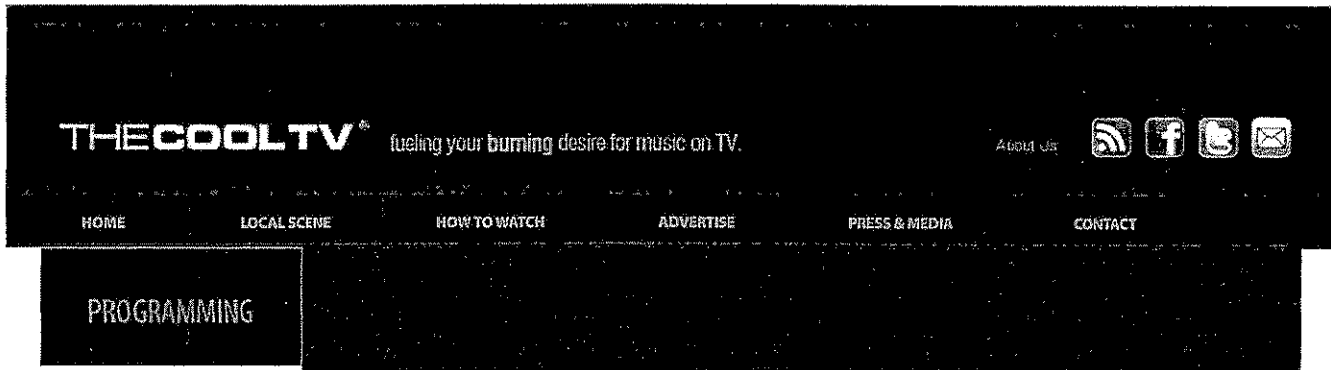 THECOOLTV® fueling your burning desire for music on TV. About Us
HOME LOCAL SCENE HOW TO WATCH ADVERTISE PRESS & MEDIA CONTACT
PROGRAMMING